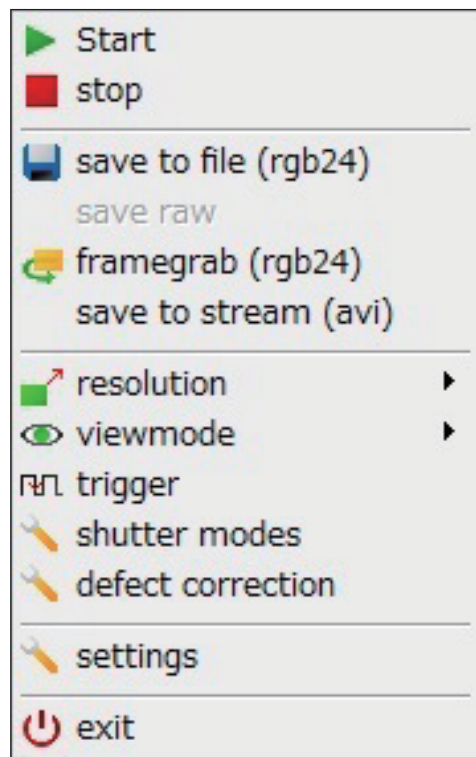 Start
stop
save to file (rgb24)
save raw
framegrab (rgb24)
save to stream (avi)
resolution
viewmode
trigger
shutter modes
defect correction
settings
exit